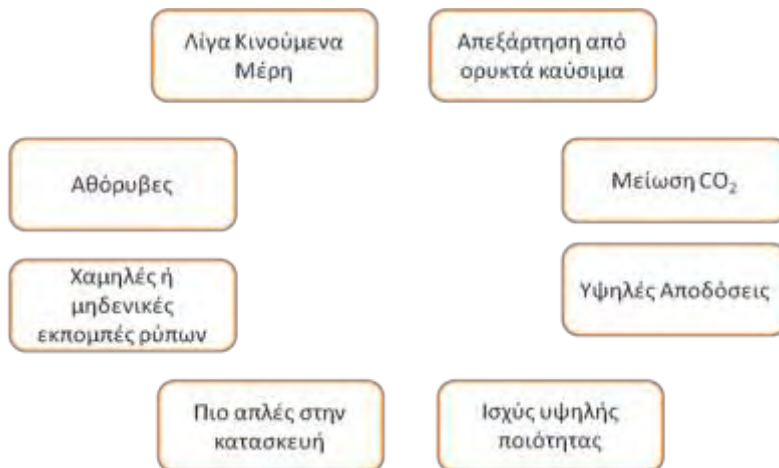 Λίγα Κινούμενα
Μέρη
Απεξάρτηση από
ορυκτά καύσιμα
Αθόρυβες
Μείωση CO₂
Χαμηλές ή
μηδενικές
εκπομπές ρύπων
Υψηλές Αποδόσεις
Πιο απλές στην
κατασκευή
Ισχύς υψηλής
ποιότητας